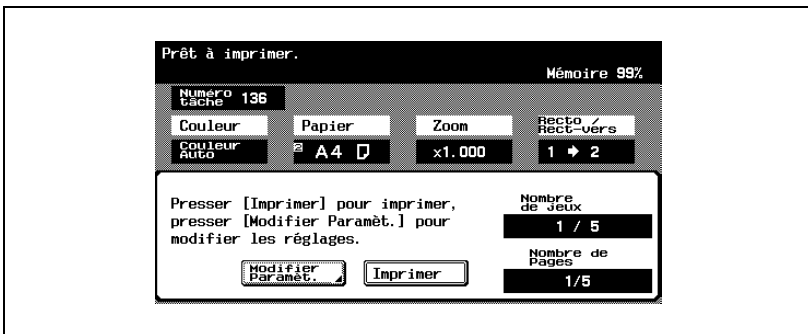 Prêt à imprimer.
Mémoire 99%
Numéro
tâche 136
Couleur Papier Zoom Recto /
Rect-vers
Couleur
Auto
2 A4 x1.000 1 → 2
Presser [Imprimer] pour imprimer,
presser [Modifier Paramèt.] pour
modifier les réglages.
Modifier
Paramèt.
Imprimer
Nombre
de Jeux
1 / 5
Nombre de
Pages
1/5